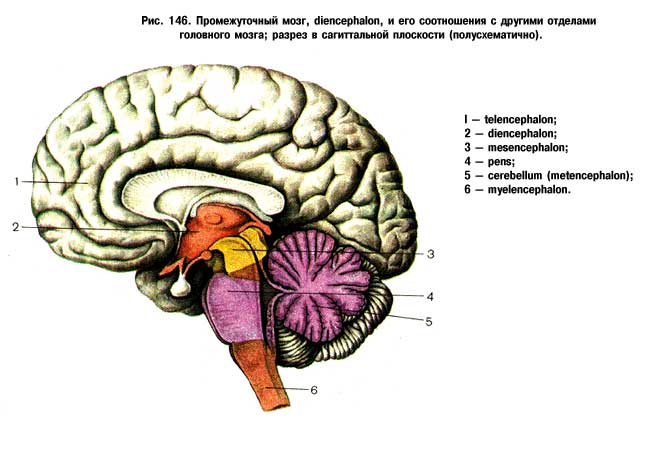 Рис. 146. Промежуточный мозг, diencephalon, и его соотношения с другими отделами
головного мозга; разрез в сагиттальной плоскости (полусхематично).
I — telencephalon;
2 — diencephalon;
3 — mesencephalon;
4 — pens;
5 — cerebellum (metencephalon);
6 — myelencephalon.
1
2
3
4
5
6